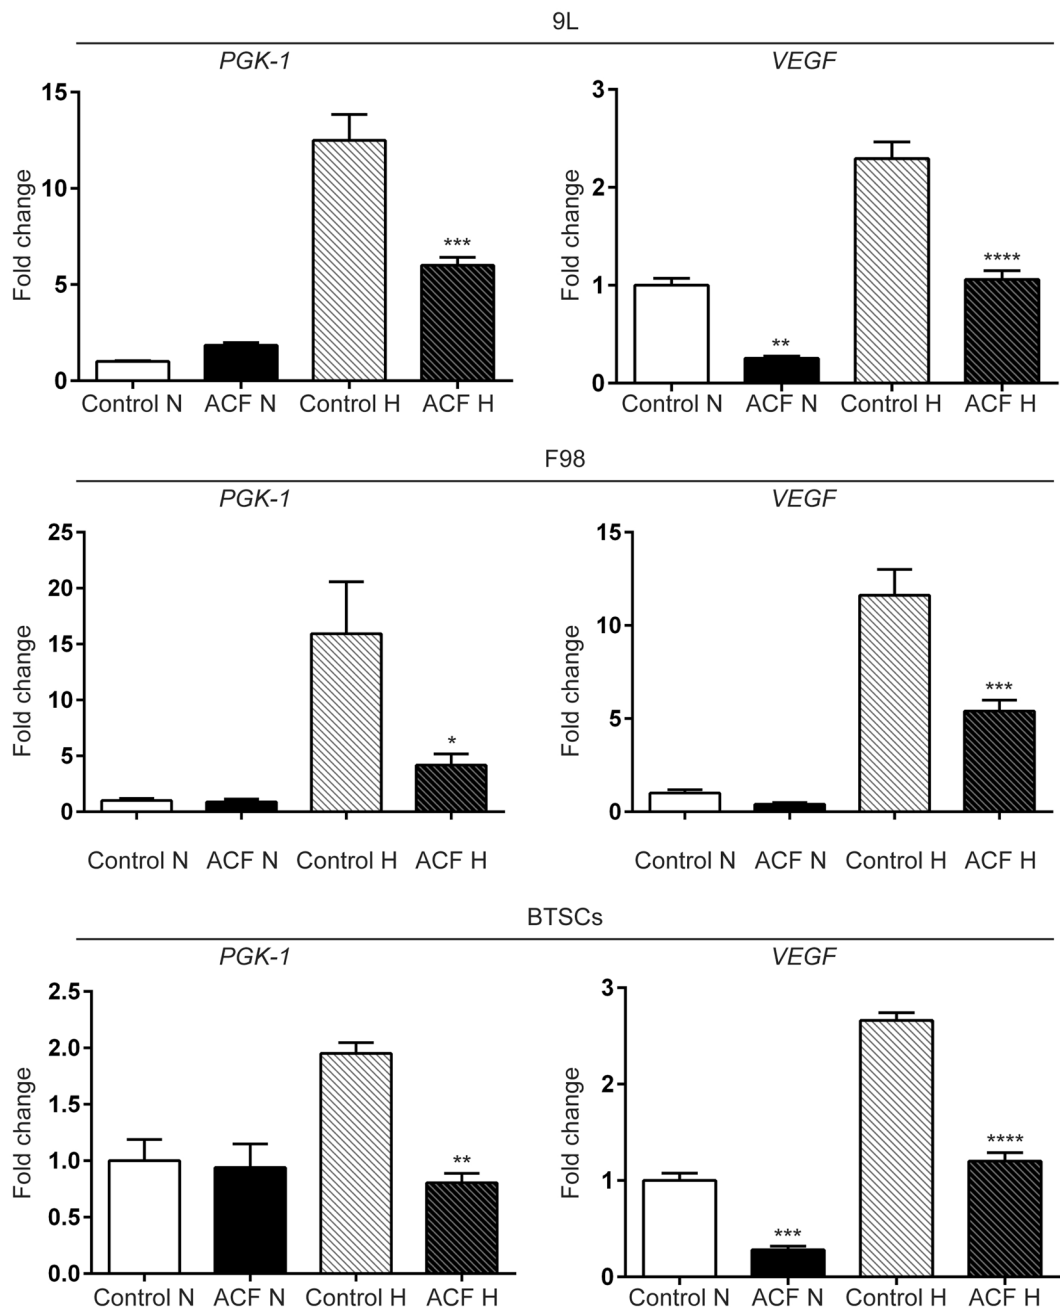 9L
PGK-1
VEGF
Fold change
15
10
5
0
***
Control N ACF N Control H ACF H
Fold change
3
2
1
0
**
****
Control N ACF N Control H ACF H
F98
PGK-1
VEGF
Fold change
25
20
15
10
5
0
*
Control N ACF N Control H ACF H
Fold change
15
10
5
0
***
Control N ACF N Control H ACF H
BTSCs
PGK-1
VEGF
Fold change
2.5
2.0
1.5
1.0
0.5
0.0
**
Control N ACF N Control H ACF H
Fold change
3
2
1
0
***
****
Control N ACF N Control H ACF H